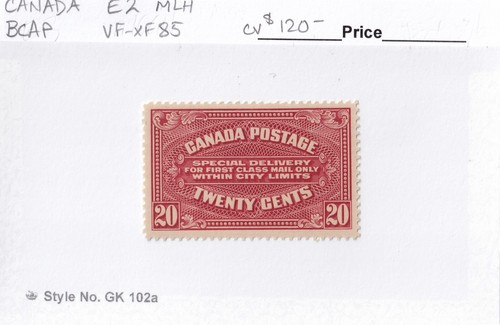 CANADA E2 MLH
BCAP VF-XF85 CV $120- Price
CANADA POSTAGE
SPECIAL DELIVERY
FOR FIRST CLASS MAIL ONLY
WITHIN CITY LIMITS
TWENTY CENTS
20 20
Style No. GK 102a